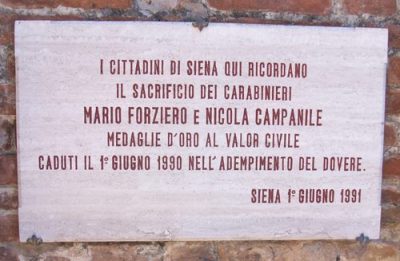 I CITTADINI DI SIENA QUI RICORDANO
IL SACRIFICIO DEI CARABINIERI
MARIO FORZIERO E NICOLA CAMPANILE
MEDAGLIE D'ORO AL VALOR CIVILE
CADUTI IL 1° GIUGNO 1990 NELL'ADEMPIMENTO DEL DOVERE.
SIENA 1° GIUGNO 1991